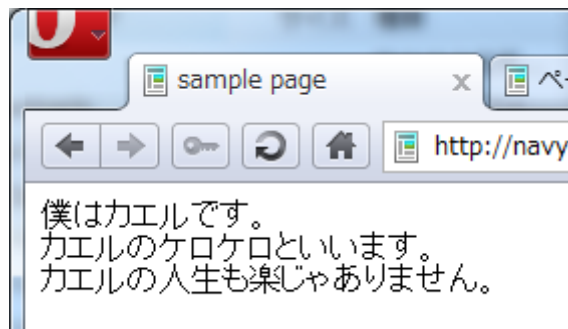 sample page
http://navy
僕はカエルです。
カエルのケロケロといいます。
カエルの人生も楽じゃありません。